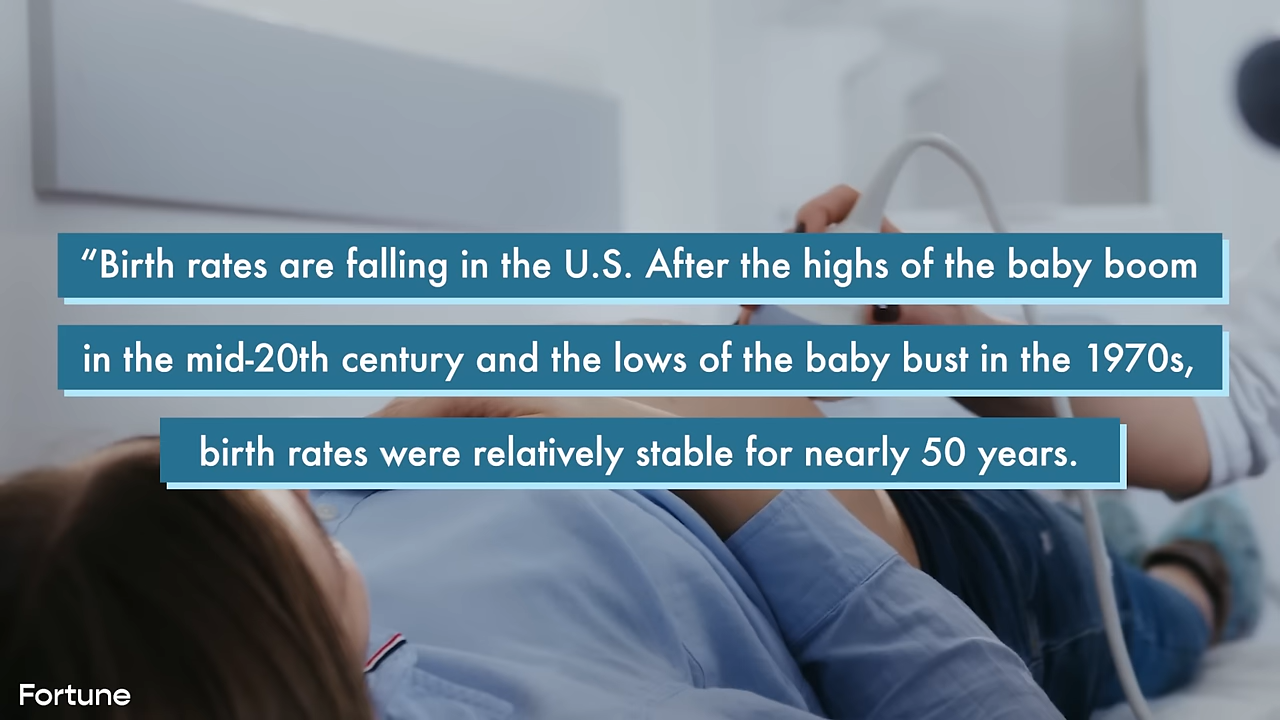 “Birth rates are falling in the U.S. After the highs of the baby boom
in the mid-20th century and the lows of the baby bust in the 1970s,
birth rates were relatively stable for nearly 50 years.
Fortune